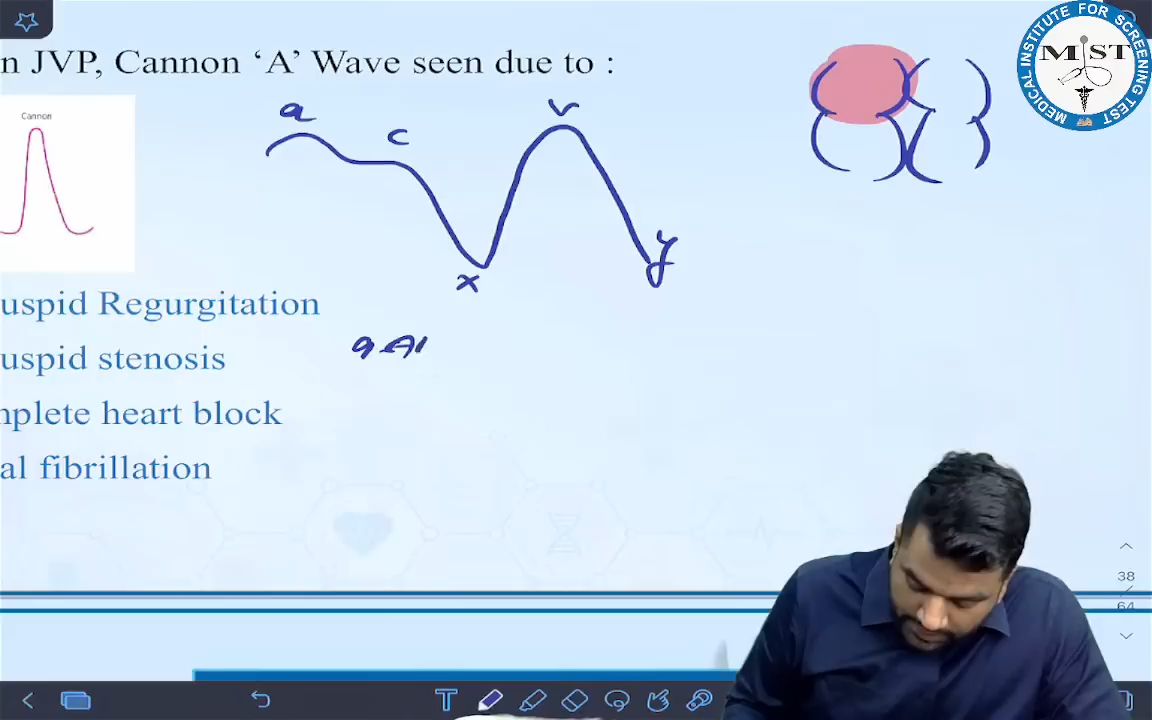 n JVP, Cannon ‘A’ Wave seen due to :
Cannon
a
c
v
x
y
uspid Regurgitation
uspid stenosis
nplete heart block
al fibrillation
MEDICAL INSTITUTE FOR SCREENING TEST
MIST
38
64
T